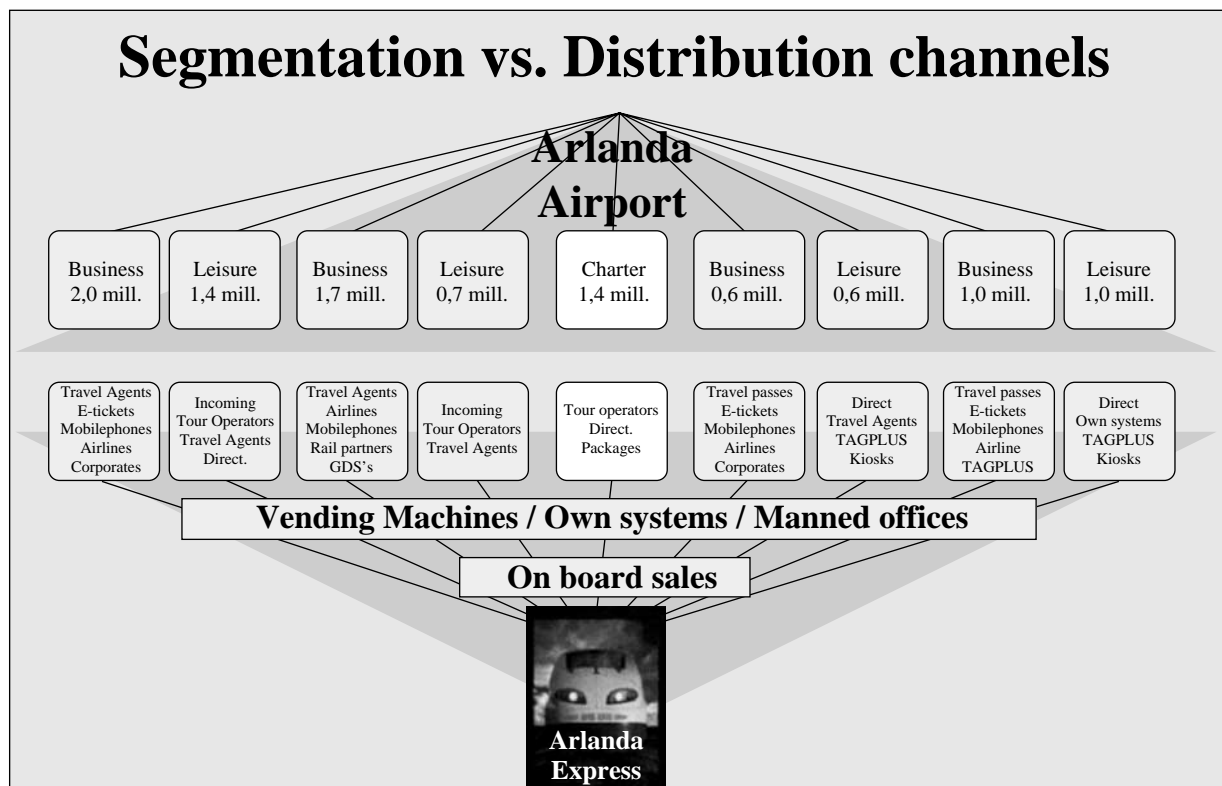 Segmentation vs. Distribution channels
Arlanda
Airport
Business
2,0 mill.
Leisure
1,4 mill.
Business
1,7 mill.
Leisure
0,7 mill.
Charter
1,4 mill.
Business
0,6 mill.
Leisure
0,6 mill.
Business
1,0 mill.
Leisure
1,0 mill.
Travel Agents
E-tickets
Mobilephones
Airlines
Corporates
Incoming
Tour Operators
Travel Agents
Direct.
Travel Agents
Airlines
Mobilephones
Rail partners
GDS's
Incoming
Tour Operators
Travel Agents
Tour operators
Direct.
Packages
Travel passes
E-tickets
Mobilephones
Airlines
Corporates
Direct
Travel Agents
TAGPLUS
Kiosks
Travel passes
E-tickets
Mobilephones
Airline
TAGPLUS
Direct
Own systems
TAGPLUS
Kiosks
Vending Machines / Own systems / Manned offices
On board sales
Arlanda
Express